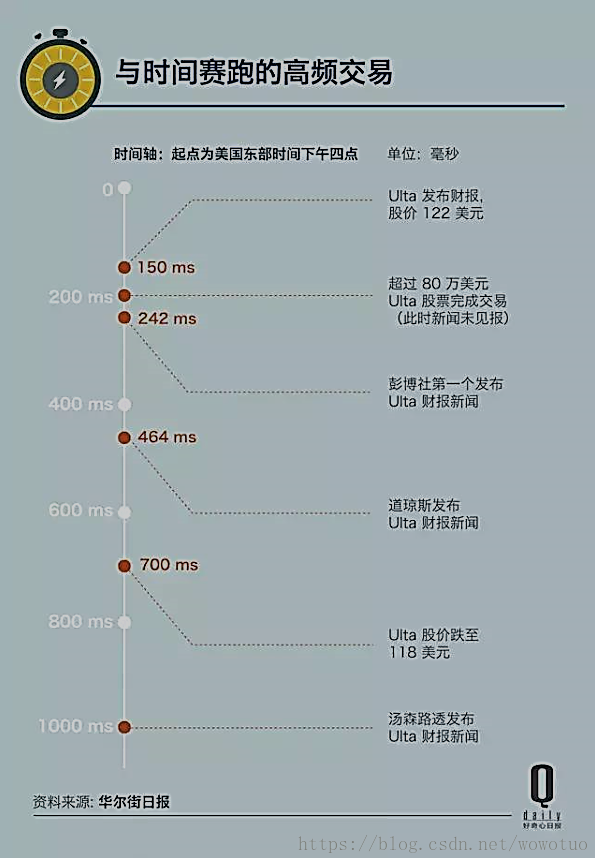 与时间赛跑的高频交易
时间轴：起点为美国东部时间下午四点 单位：毫秒
0
Ulta 发布财报，
股价 122 美元
150 ms
超过 80 万美元
200 ms
Ulta 股票完成交易
（此时新闻未见报）
242 ms
彭博社第一个发布
Ulta 财报新闻
400 ms
464 ms
道琼斯发布
Ulta 财报新闻
600 ms
700 ms
800 ms
Ulta 股价跌至
118 美元
汤森路透发布
1000 ms
Ulta 财报新闻
资料来源: 华尔街日报
Q
daily
好奇心日报
https://blog.csdn.net/wowotuo